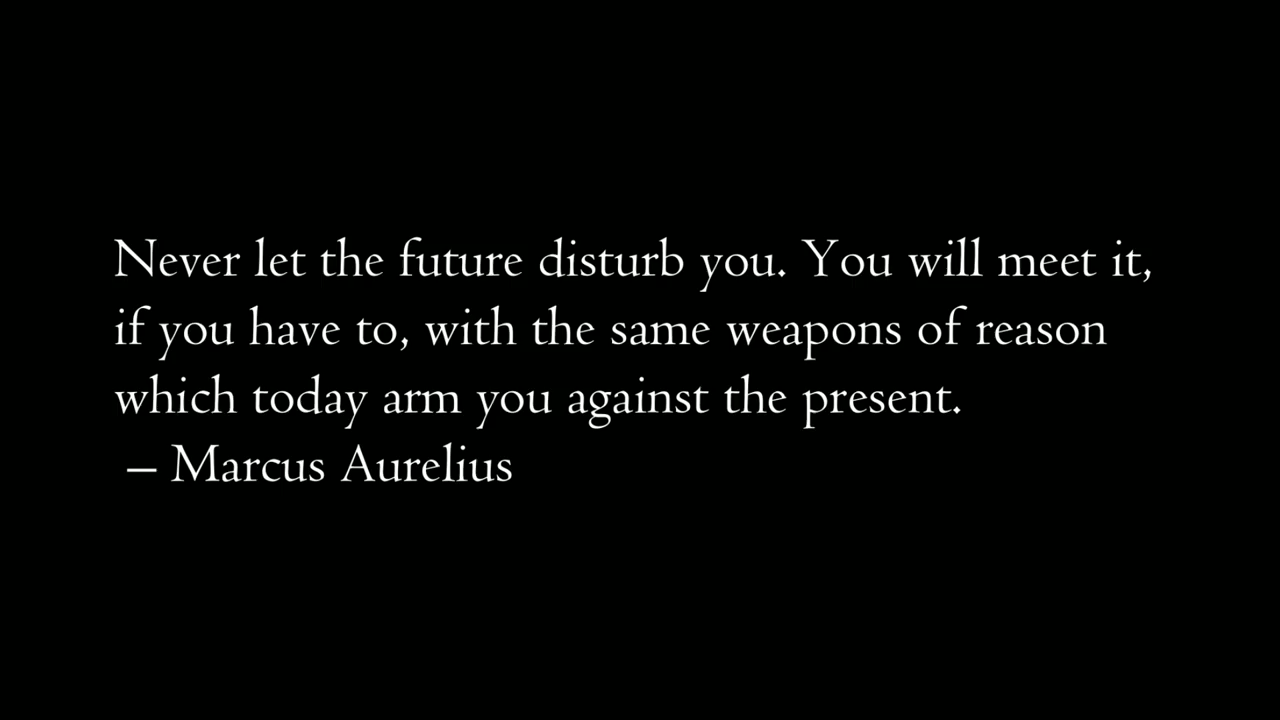 Never let the future disturb you. You will meet it,
if you have to, with the same weapons of reason
which today arm you against the present.
– Marcus Aurelius